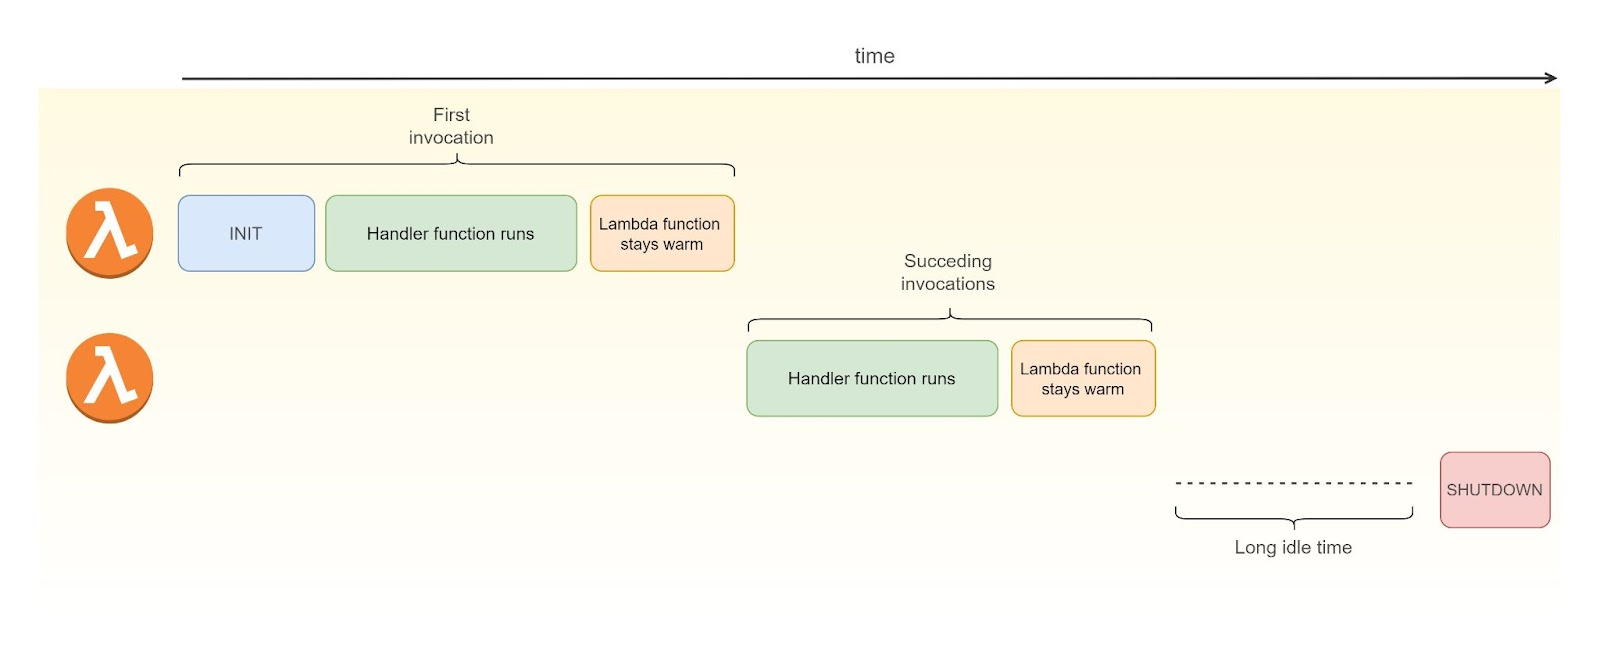 time
First
invocation
INIT
Handler function runs
Lambda function
stays warm
Succeding
invocations
Handler function runs
Lambda function
stays warm
SHUTDOWN
Long idle time